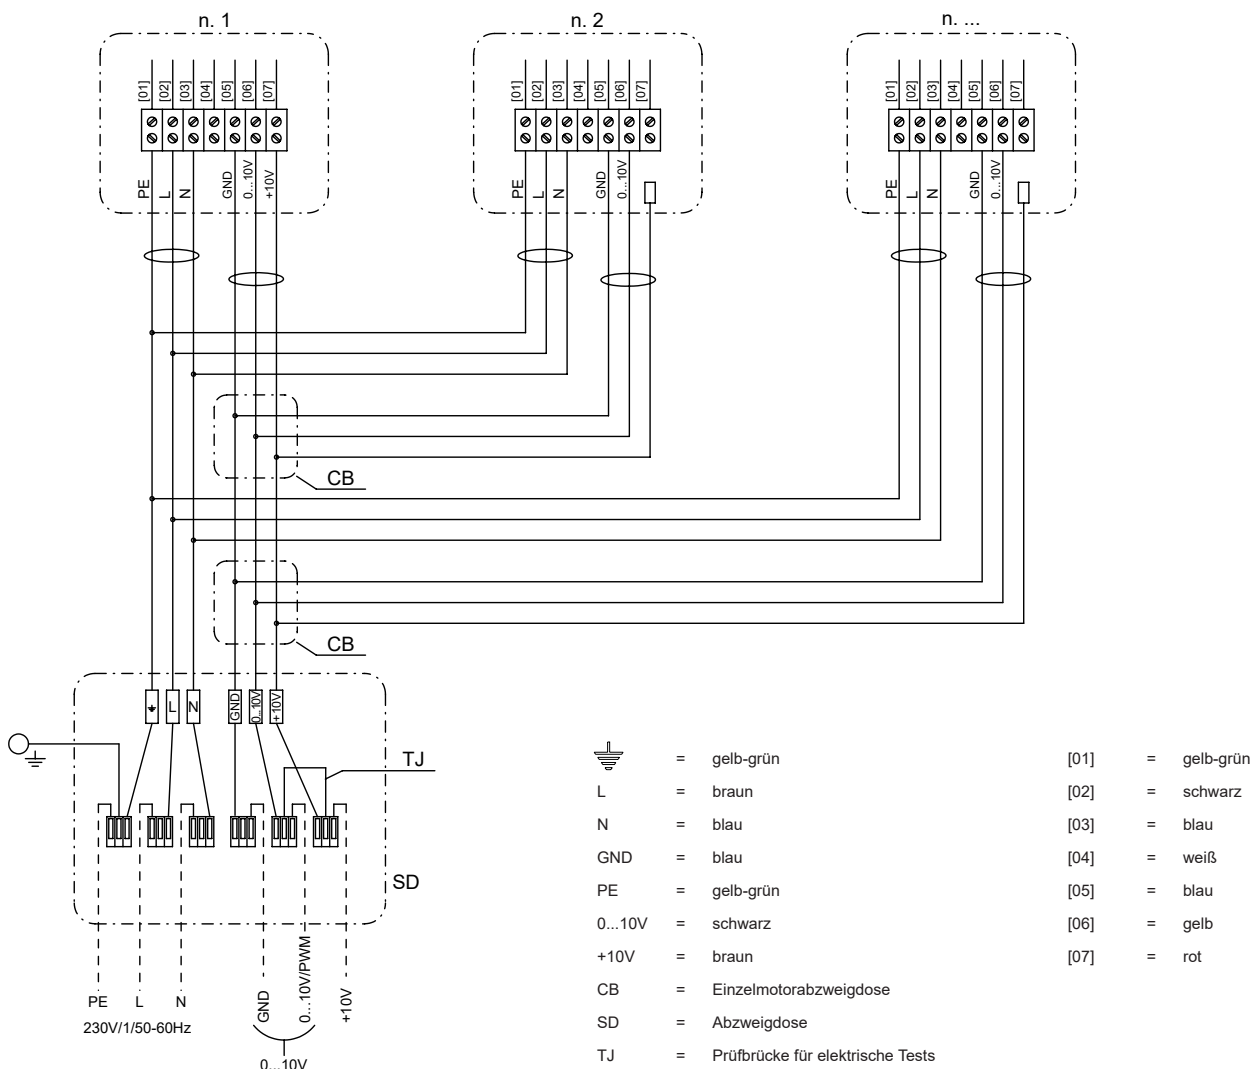 n. 1
n. 2
n. ...
[01] [02] [03] [04] [05] [06] [07]
[01] [02] [03] [04] [05] [06] [07]
[01] [02] [03] [04] [05] [06] [07]
PE L N GND 0...10V +10V
PE L N GND 0...10V
PE L N GND 0...10V
CB
CB
L N GND 0...10V +10V
TJ
SD
PE L N GND 0...10V/PWM +10V
230V/1/50-60Hz
0...10V
= gelb-grün
L = braun
N = blau
GND = blau
PE = gelb-grün
0...10V = schwarz
+10V = braun
CB = Einzelmotorabzweigdose
SD = Abzweigdose
TJ = Prüfbrücke für elektrische Tests
[01] = gelb-grün
[02] = schwarz
[03] = blau
[04] = weiß
[05] = blau
[06] = gelb
[07] = rot